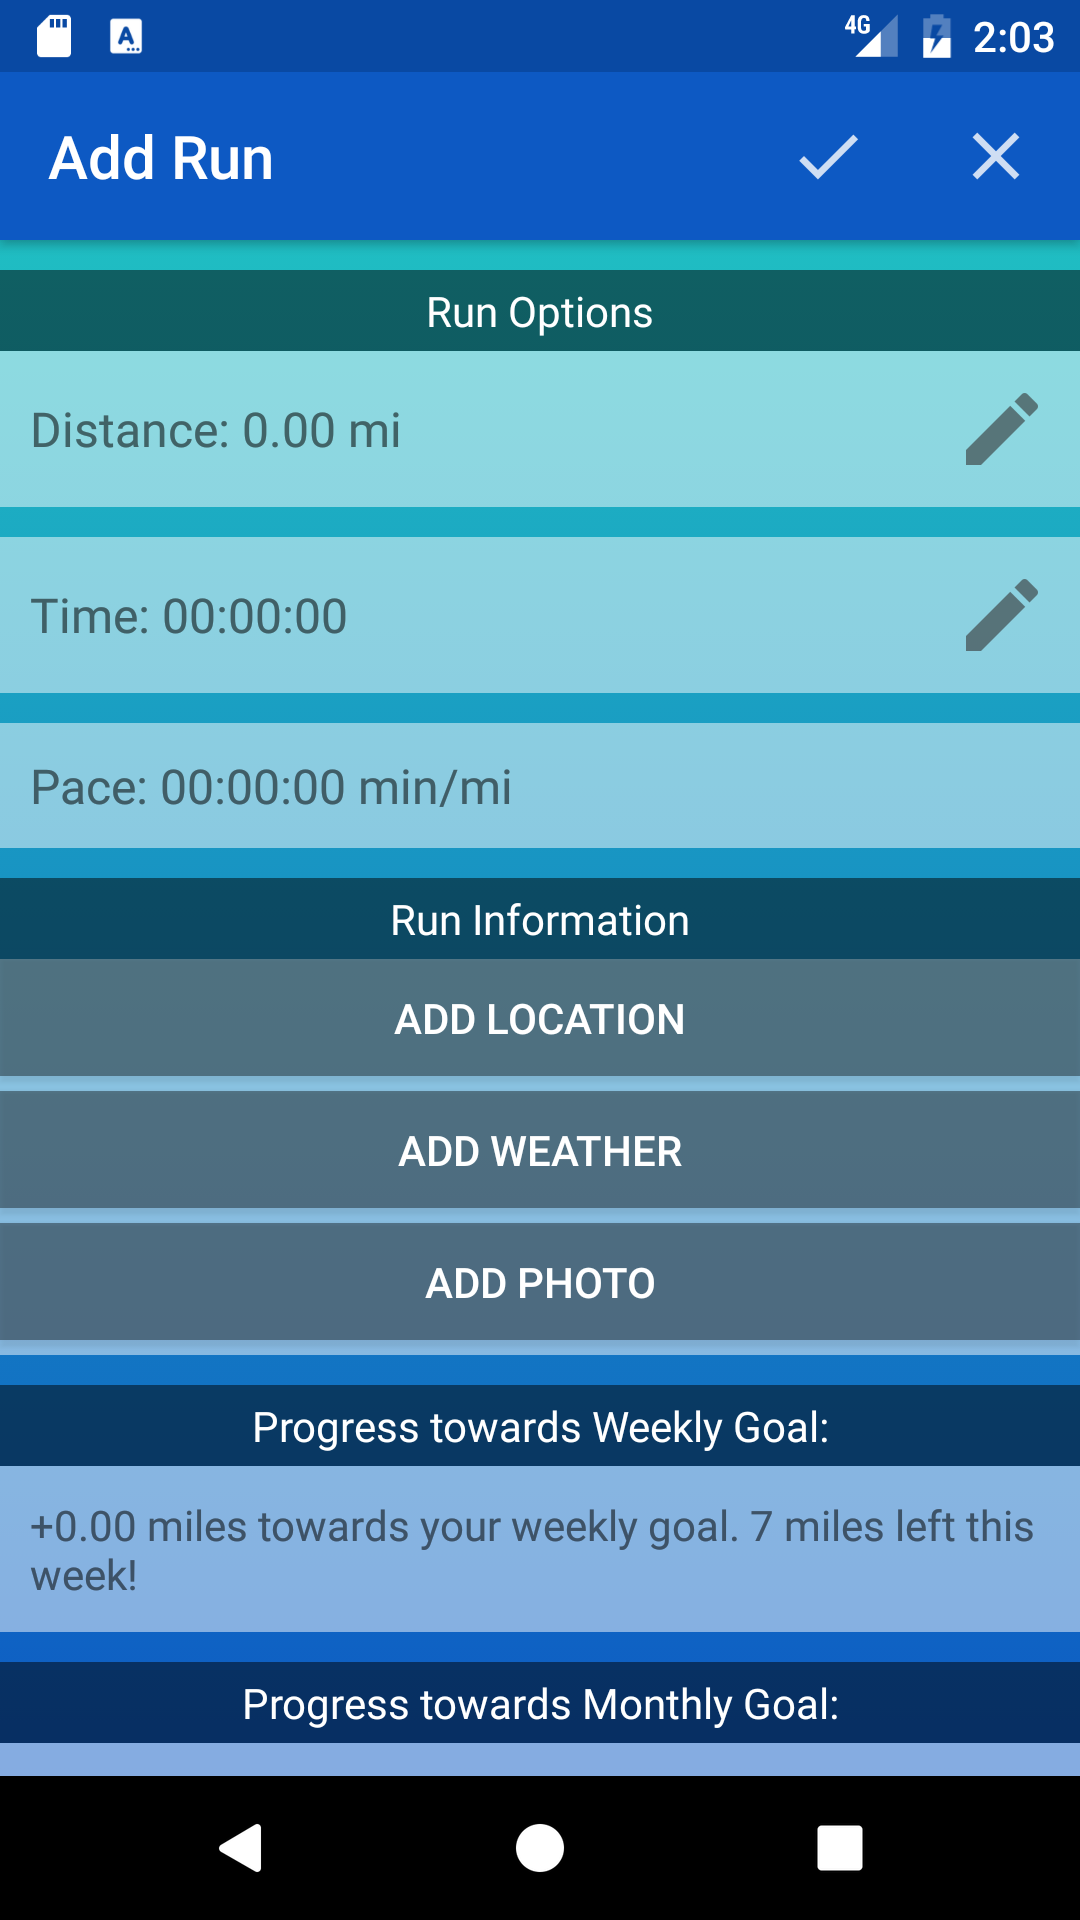 4G 2:03
Add Run
Run Options
Distance: 0.00 mi
Time: 00:00:00
Pace: 00:00:00 min/mi
Run Information
ADD LOCATION
ADD WEATHER
ADD PHOTO
Progress towards Weekly Goal:
+0.00 miles towards your weekly goal. 7 miles left this
week!
Progress towards Monthly Goal: